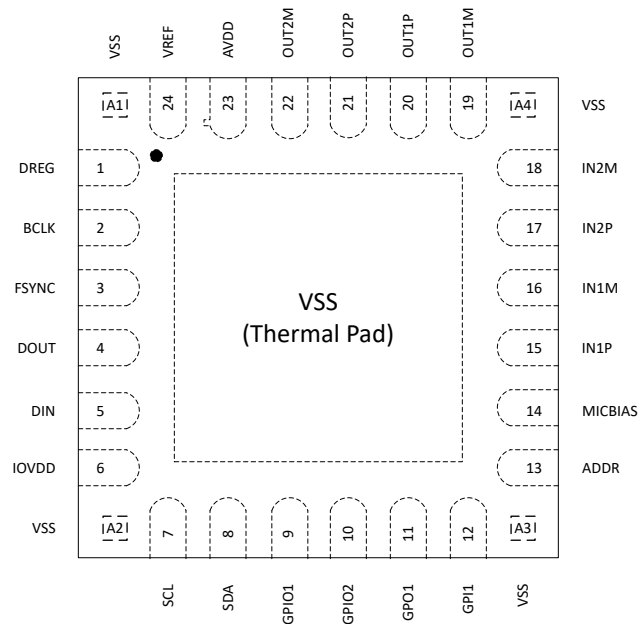 VSS
VREF
AVDD
OUT2M
OUT2P
OUT1P
OUT1M
A1
24
23
22
21
20
19
A4
VSS
DREG
1
18
IN2M
BCLK
2
17
IN2P
FSYNC
3
16
IN1M
VSS
(Thermal Pad)
DOUT
4
15
IN1P
DIN
5
14
MICBIAS
IOVDD
6
13
ADDR
VSS
A2
7
8
9
10
11
12
A3
SCL
SDA
GPIO1
GPIO2
GPO1
GPI1
VSS